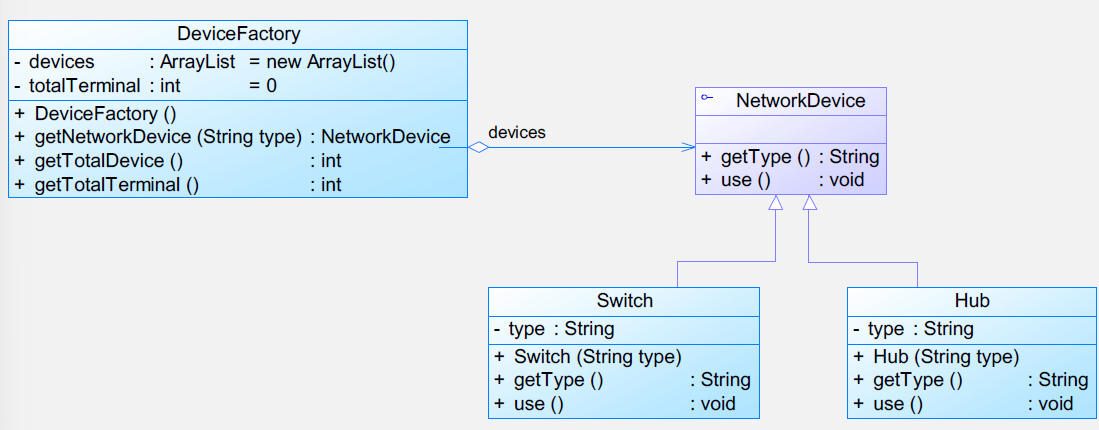 DeviceFactory
- devices : ArrayList = new ArrayList()
- totalTerminal : int = 0
+ DeviceFactory ()
+ getNetworkDevice (String type) : NetworkDevice
+ getTotalDevice () : int
+ getTotalTerminal () : int
devices
NetworkDevice
+ getType () : String
+ use () : void
Switch
- type : String
+ Switch (String type)
+ getType () : String
+ use () : void
Hub
- type : String
+ Hub (String type)
+ getType () : String
+ use () : void